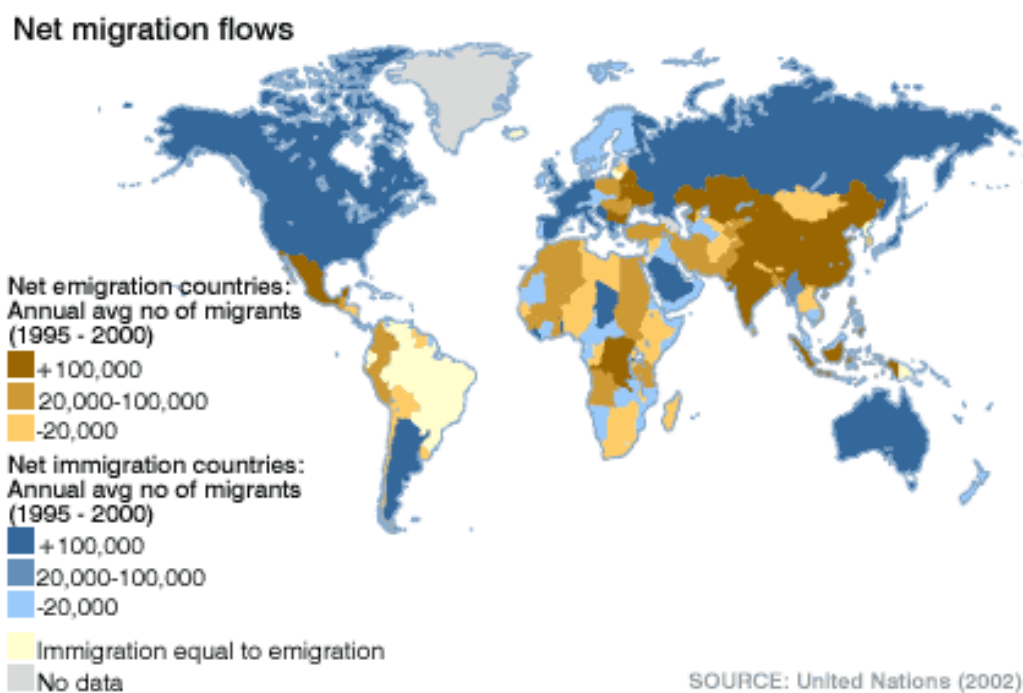 Net migration flows
Net emigration countries:
Annual avg no of migrants
(1995 - 2000)
+100,000
20,000-100,000
-20,000
Net immigration countries:
Annual avg no of migrants
(1995 - 2000)
+100,000
20,000-100,000
-20,000
Immigration equal to emigration
No data
SOURCE: United Nations (2002)